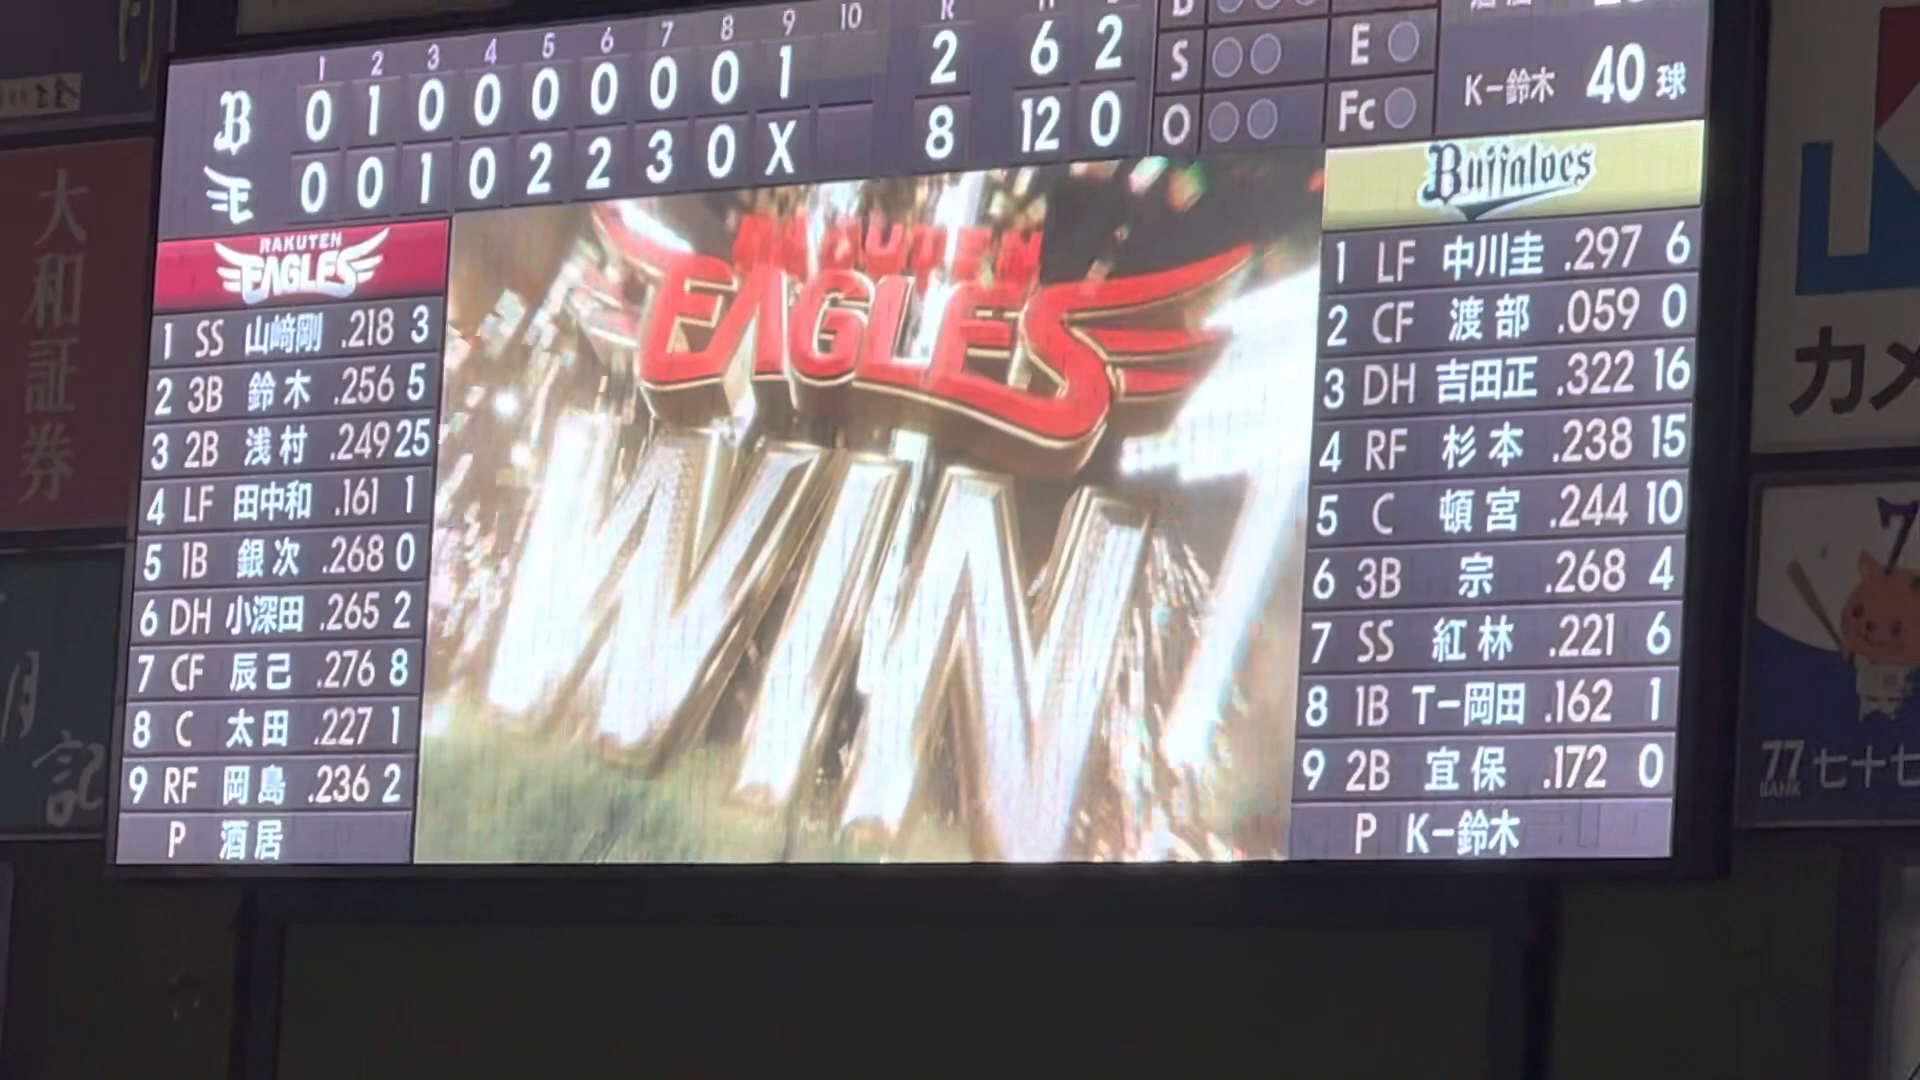 1 2 3 4 5 6 7 8 9 10 R
B 0 1 0 0 0 0 0 0 1 2 6 2
E 0 0 1 0 2 2 3 0 X 8 12 0
S E
O Fc
K-鈴木 40球
RAKUTEN
EAGLES
1 SS 山﨑剛 .218 3
2 3B 鈴木 .256 5
3 2B 浅村 .249 25
4 LF 田中和 .161 1
5 1B 銀次 .268 0
6 DH 小深田 .265 2
7 CF 辰己 .276 8
8 C 太田 .227 1
9 RF 岡島 .236 2
P 酒居
RAKUTEN
EAGLES
WIN
Buffaloes
1 LF 中川圭 .297 6
2 CF 渡部 .059 0
3 DH 吉田正 .322 16
4 RF 杉本 .238 15
5 C 頓宮 .244 10
6 3B 宗 .268 4
7 SS 紅林 .221 6
8 1B T-岡田 .162 1
9 2B 宜保 .172 0
P K-鈴木
大和証券
月
記
カメ
77
BANK
七十七